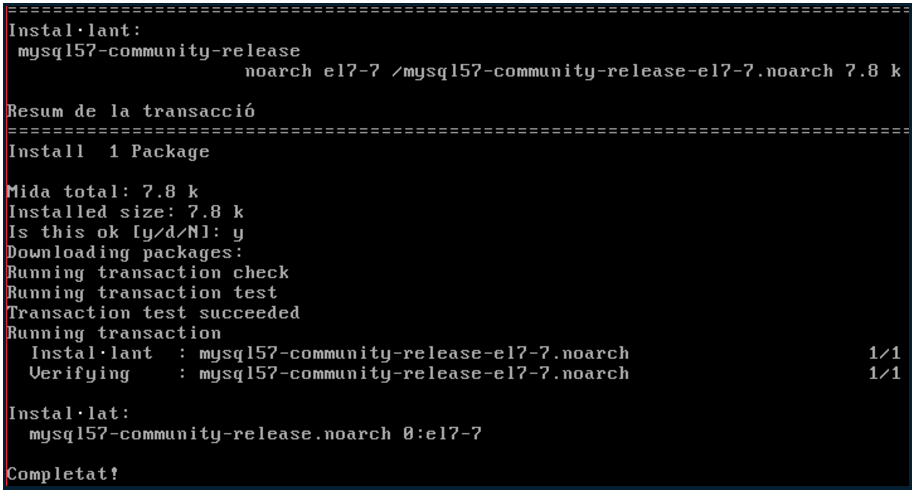 ================================================================================
Instal·lant:
 mysql57-community-release
                     noarch el7-7 /mysql57-community-release-el7-7.noarch 7.8 k

Resum de la transacció
================================================================================
Install  1 Package

Mida total: 7.8 k
Installed size: 7.8 k
Is this ok [y/d/N]: y
Downloading packages:
Running transaction check
Running transaction test
Transaction test succeeded
Running transaction
  Instal·lant  : mysql57-community-release-el7-7.noarch                     1/1
  Verifying    : mysql57-community-release-el7-7.noarch                     1/1

Instal·lat:
  mysql57-community-release.noarch 0:el7-7

Completat!